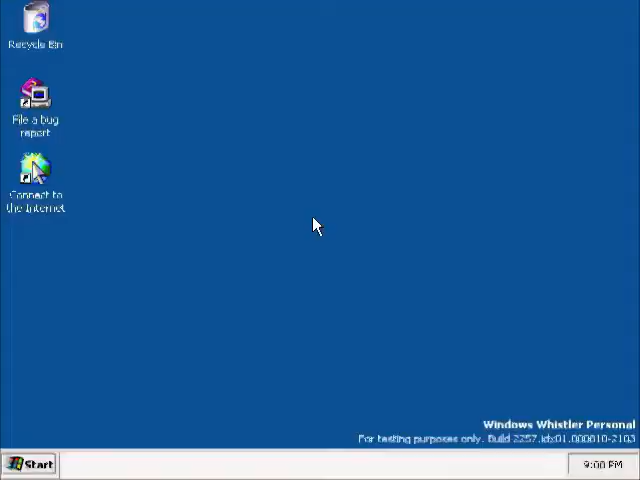 Recycle Bin
File a bug
report
Connect to
the Internet
Windows Whistler Personal
For testing purposes only. Build 2257.idx01.000810-2103
Start
9:00 PM